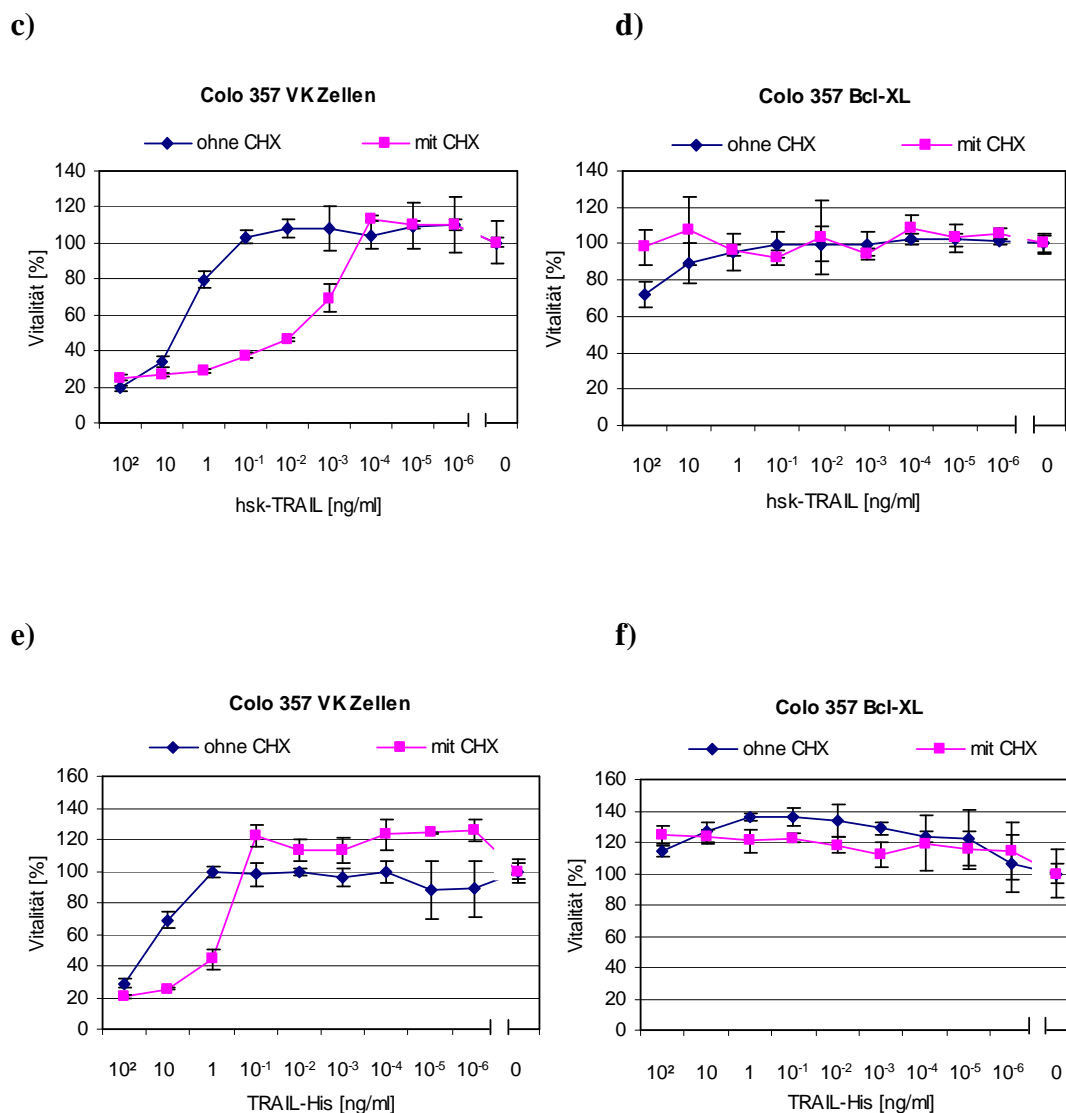 c)
d)
Colo 357 VK Zellen
ohne CHX
mit CHX
Vitalität [%]
140
120
100
80
60
40
20
0
10² 10 1 10⁻¹ 10⁻² 10⁻³ 10⁻⁴ 10⁻⁵ 10⁻⁶ 0
hsk-TRAIL [ng/ml]
Colo 357 Bcl-XL
ohne CHX
mit CHX
Vitalität [%]
140
120
100
80
60
40
20
0
10² 10 1 10⁻¹ 10⁻² 10⁻³ 10⁻⁴ 10⁻⁵ 10⁻⁶ 0
hsk-TRAIL [ng/ml]
e)
f)
Colo 357 VK Zellen
ohne CHX
mit CHX
Vitalität [%]
160
140
120
100
80
60
40
20
0
10² 10 1 10⁻¹ 10⁻² 10⁻³ 10⁻⁴ 10⁻⁵ 10⁻⁶ 0
TRAIL-His [ng/ml]
Colo 357 Bcl-XL
ohne CHX
mit CHX
Vitalität [%]
160
140
120
100
80
60
40
20
0
10² 10 1 10⁻¹ 10⁻² 10⁻³ 10⁻⁴ 10⁻⁵ 10⁻⁶ 0
TRAIL-His [ng/ml]